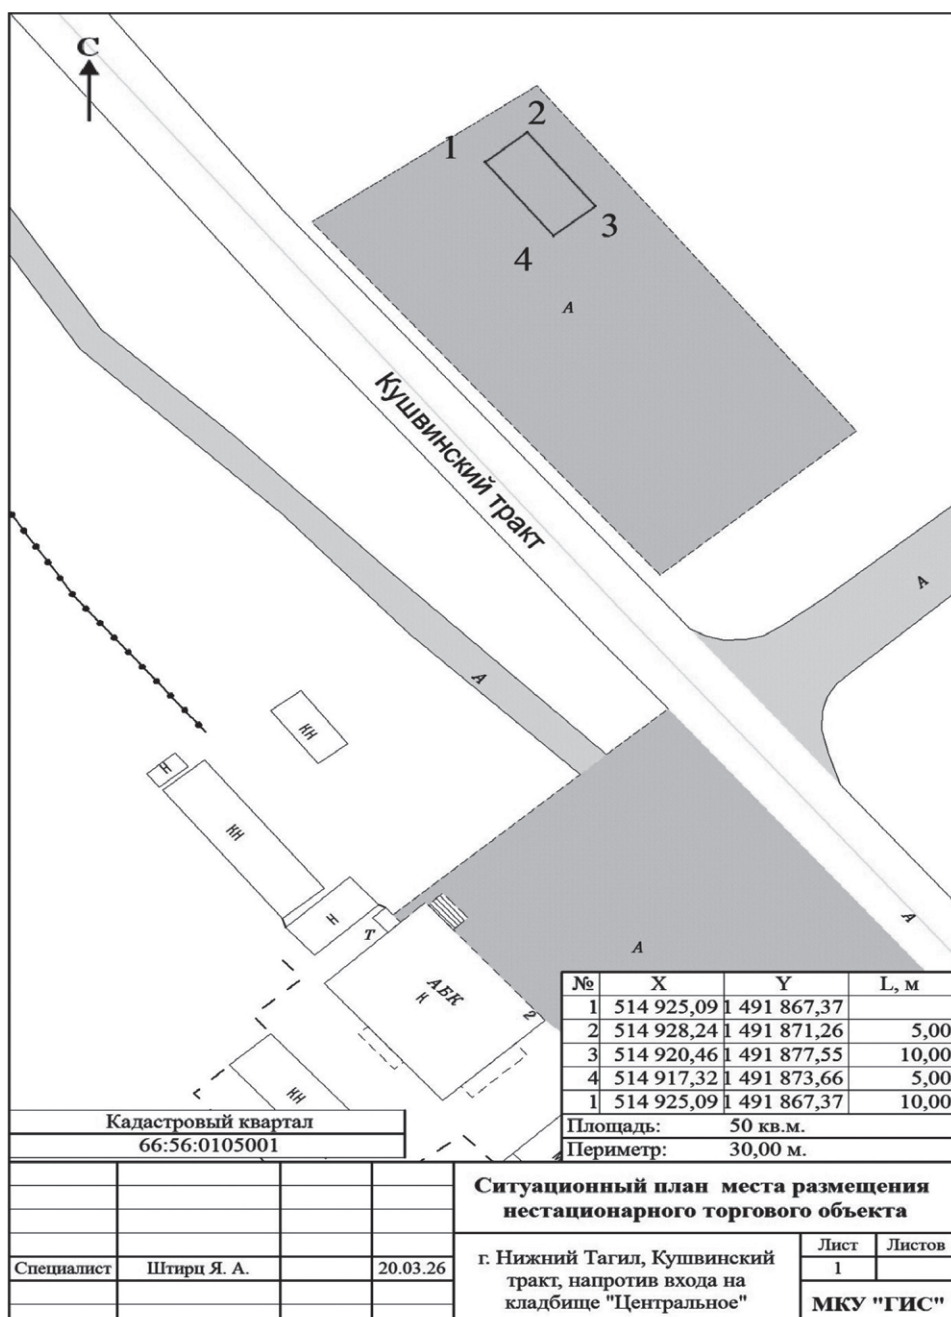 С
1
2
3
4
А
Кушвинский тракт
А
А
КН
Н
КН
Н
Т
А
А
АБК
Н
2
КН
№ X Y L, м
1 514 925,09 1 491 867,37
2 514 928,24 1 491 871,26 5,00
3 514 920,46 1 491 877,55 10,00
4 514 917,32 1 491 873,66 5,00
1 514 925,09 1 491 867,37 10,00
Площадь: 50 кв.м.
Периметр: 30,00 м.
Кадастровый квартал
66:56:0105001
Ситуационный план места размещения
нестационарного торгового объекта
Специалист Штирц Я. А. 20.03.26
г. Нижний Тагил, Кушвинский
тракт, напротив входа на
кладбище "Центральное"
Лист Листов
1
МКУ "ГИС"